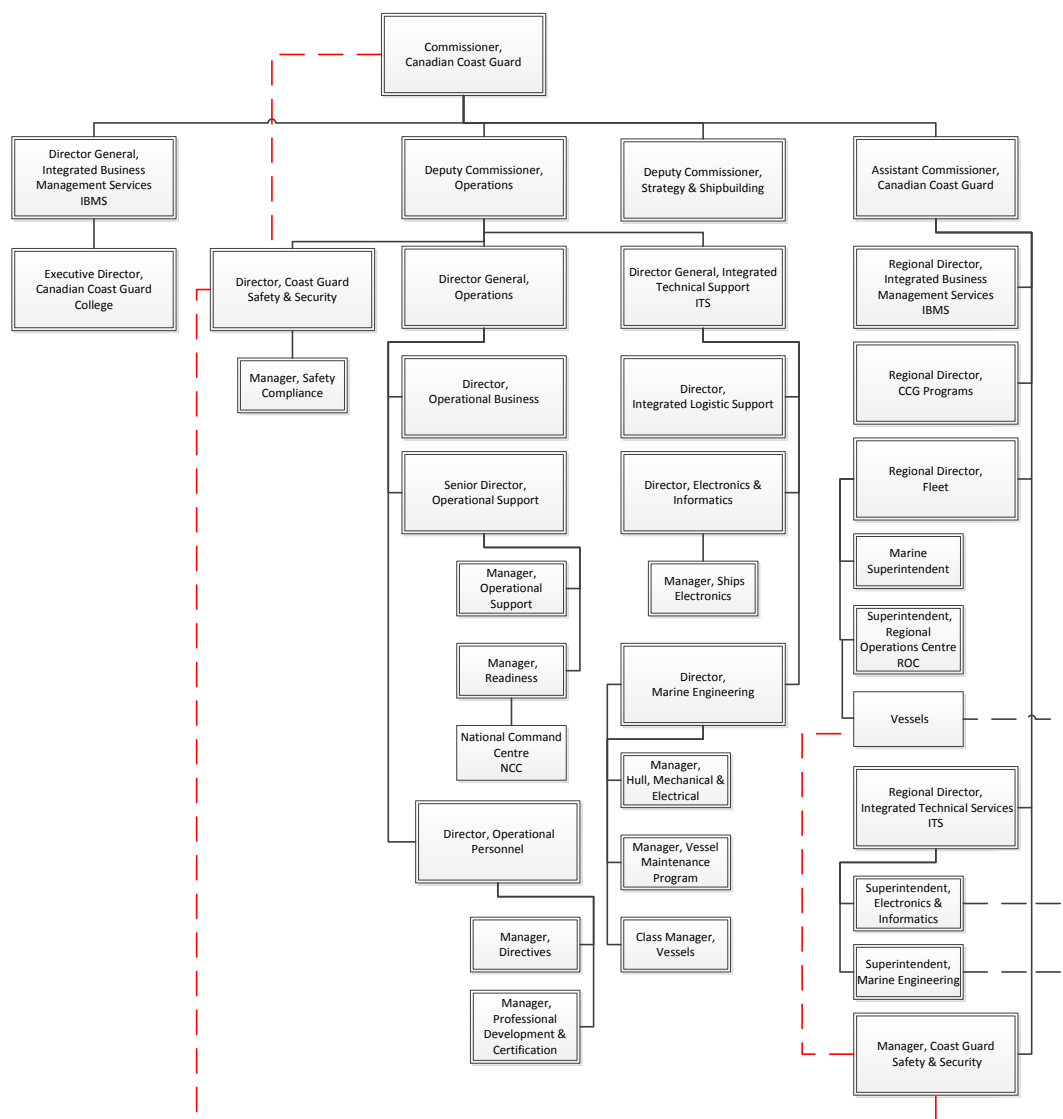 Commissioner,
Canadian Coast Guard
Director General,
Integrated Business
Management Services
IBMS
Deputy Commissioner,
Operations
Deputy Commissioner,
Strategy & Shipbuilding
Assistant Commissioner,
Canadian Coast Guard
Executive Director,
Canadian Coast Guard
College
Director, Coast Guard
Safety & Security
Director General,
Operations
Director General, Integrated
Technical Support
ITS
Regional Director,
Integrated Business
Management Services
IBMS
Manager, Safety
Compliance
Director,
Operational Business
Director,
Integrated Logistic Support
Regional Director,
CCG Programs
Senior Director,
Operational Support
Director, Electronics &
Informatics
Regional Director,
Fleet
Manager,
Operational
Support
Manager, Ships
Electronics
Marine
Superintendent
Superintendent,
Regional
Operations Centre
ROC
Manager,
Readiness
Director,
Marine Engineering
Vessels
National Command
Centre
NCC
Manager,
Hull, Mechanical &
Electrical
Regional Director,
Integrated Technical Services
ITS
Director, Operational
Personnel
Manager, Vessel
Maintenance
Program
Superintendent,
Electronics &
Informatics
Manager,
Directives
Class Manager,
Vessels
Superintendent,
Marine Engineering
Manager,
Professional
Development &
Certification
Manager, Coast Guard
Safety & Security